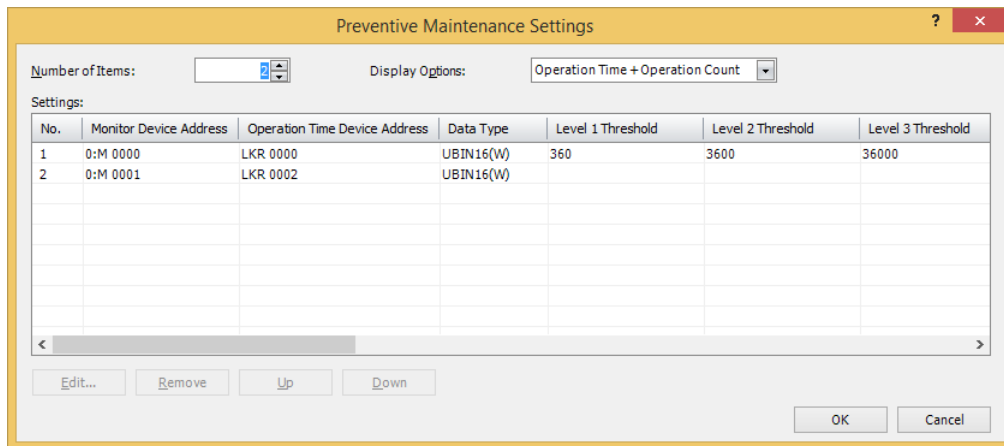 Preventive Maintenance Settings ? ×
Number of Items: 2 Display Options: Operation Time + Operation Count
Settings:
No. Monitor Device Address Operation Time Device Address Data Type Level 1 Threshold Level 2 Threshold Level 3 Threshold
1 0:M 0000 LKR 0000 UBIN16(W) 360 3600 36000
2 0:M 0001 LKR 0002 UBIN16(W)
Edit... Remove Up Down
OK Cancel